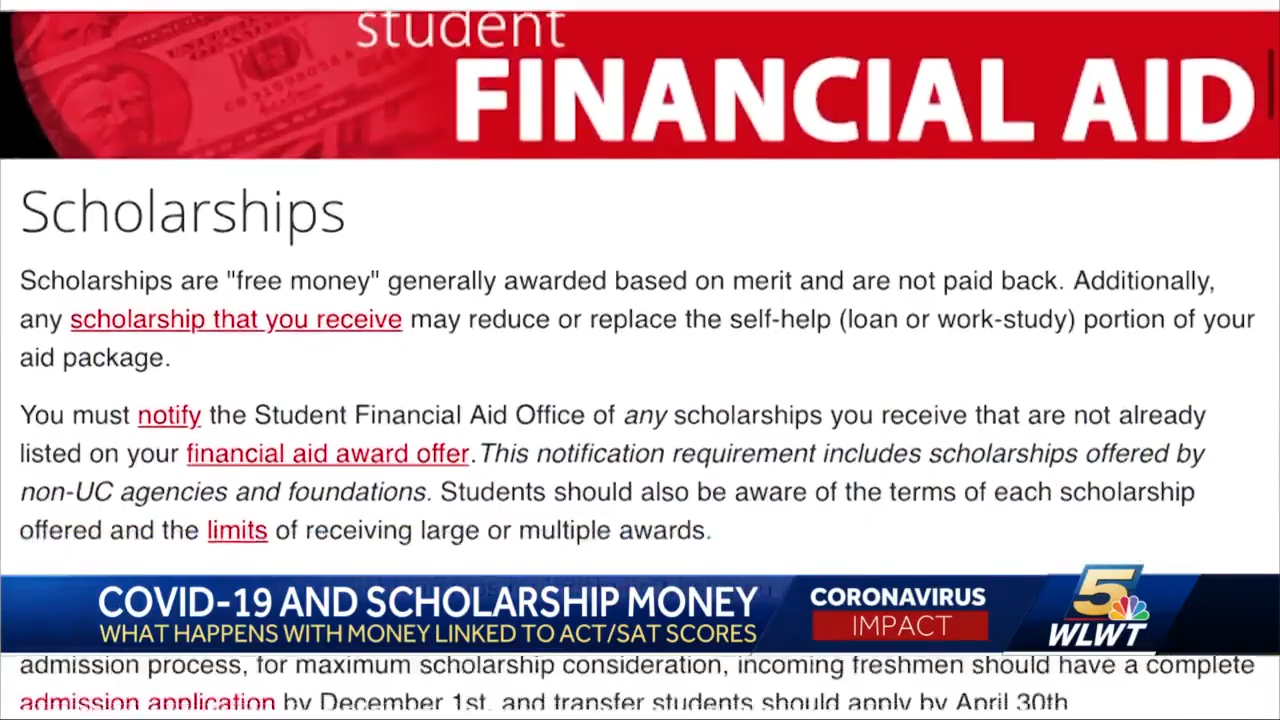 student
FINANCIAL AID
Scholarships
Scholarships are "free money" generally awarded based on merit and are not paid back. Additionally,
any scholarship that you receive may reduce or replace the self-help (loan or work-study) portion of your
aid package.
You must notify the Student Financial Aid Office of any scholarships you receive that are not already
listed on your financial aid award offer. This notification requirement includes scholarships offered by
non-UC agencies and foundations. Students should also be aware of the terms of each scholarship
offered and the limits of receiving large or multiple awards.
COVID-19 AND SCHOLARSHIP MONEY
WHAT HAPPENS WITH MONEY LINKED TO ACT/SAT SCORES
CORONAVIRUS
IMPACT
5
WLWT
admission process, for maximum scholarship consideration, incoming freshmen should have a complete
admission application by December 1st, and transfer students should apply by April 30th